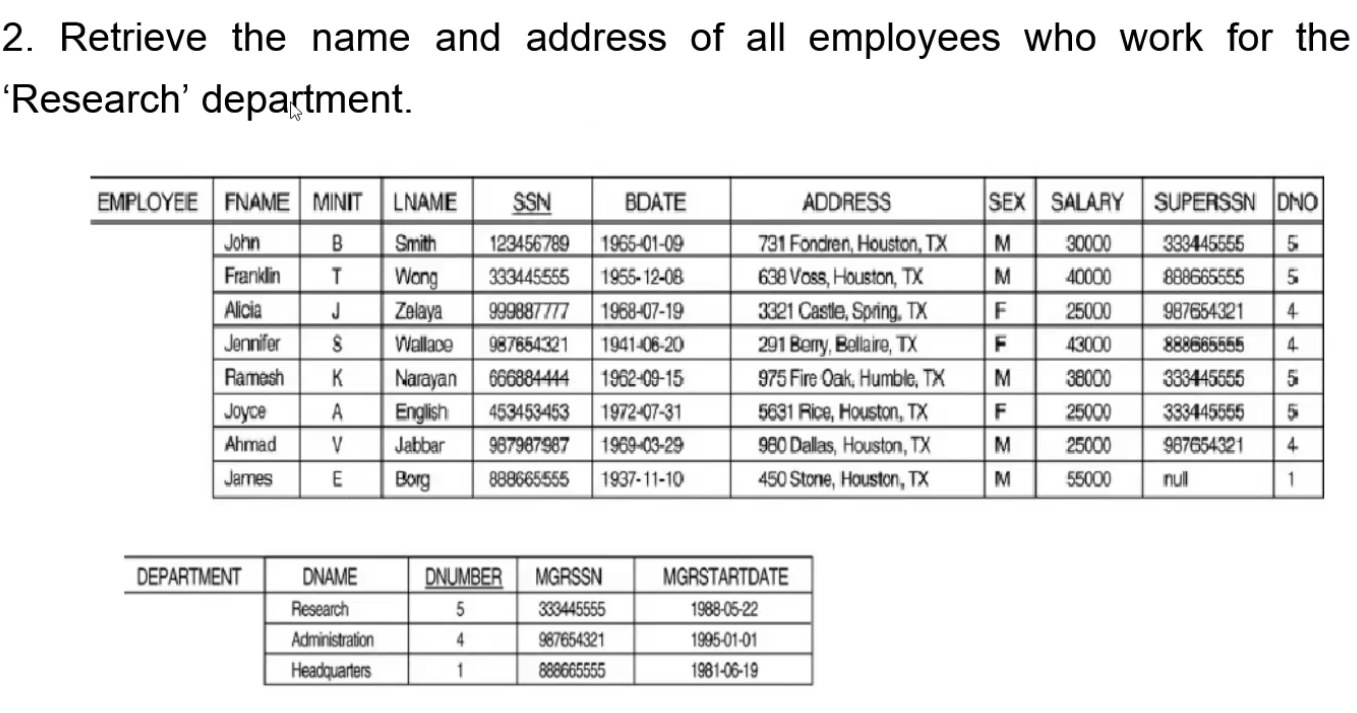 2. Retrieve the name and address of all employees who work for the
‘Research’ department.
EMPLOYEE FNAME MINIT LNAME SSN BDATE ADDRESS SEX SALARY SUPERSSN DNO
John B Smith 123456789 1965-01-09 731 Fondren, Houston, TX M 30000 333445555 5
Franklin T Wong 333445555 1955-12-08 638 Voss, Houston, TX M 40000 888665555 5
Alicia J Zelaya 999887777 1968-07-19 3321 Castle, Spring, TX F 25000 987654321 4
Jennifer S Wallace 987654321 1941-06-20 291 Berry, Bellaire, TX F 43000 888665555 4
Ramesh K Narayan 666884444 1962-09-15 975 Fire Oak, Humble, TX M 38000 333445555 5
Joyce A English 453453453 1972-07-31 5631 Rice, Houston, TX F 25000 333445555 5
Ahmad V Jabbar 987987987 1969-03-29 980 Dallas, Houston, TX M 25000 987654321 4
James E Borg 888665555 1937-11-10 450 Stone, Houston, TX M 55000 null 1
DEPARTMENT DNAME DNUMBER MGRSSN MGRSTARTDATE
Research 5 333445555 1988-05-22
Administration 4 987654321 1995-01-01
Headquarters 1 888665555 1981-06-19